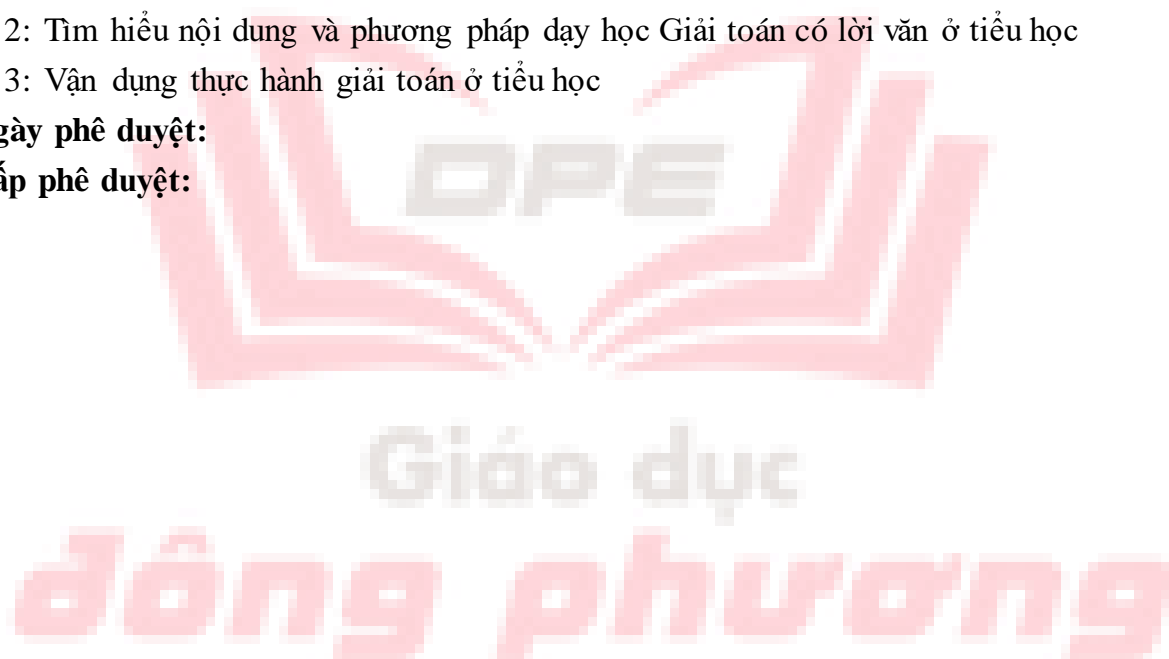 2: Tìm hiểu nội dung và phương pháp dạy học Giải toán có lời văn ở tiểu học
3: Vận dụng thực hành giải toán ở tiểu học
gày phê duyệt:
ấp phê duyệt:
DPE
Giáo dục
đông phương